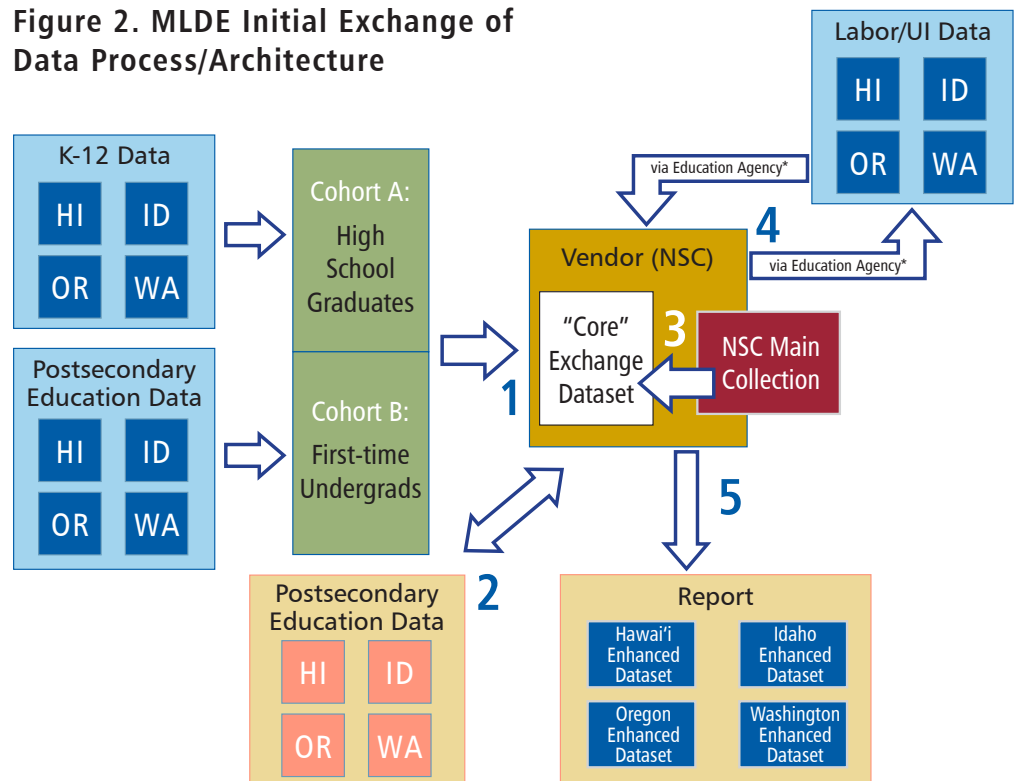 Figure 2. MLDE Initial Exchange of
Data Process/Architecture
Labor/UI Data
HI ID
OR WA
K-12 Data
HI ID
OR WA
Postsecondary
Education Data
HI ID
OR WA
Cohort A:
High
School
Graduates
Cohort B:
First-time
Undergrads
1
via Education Agency*
4
via Education Agency*
Vendor (NSC)
“Core”
Exchange
Dataset
3
NSC Main
Collection
2
Postsecondary
Education Data
HI ID
OR WA
5
Report
Hawai‘i
Enhanced
Dataset
Idaho
Enhanced
Dataset
Oregon
Enhanced
Dataset
Washington
Enhanced
Dataset